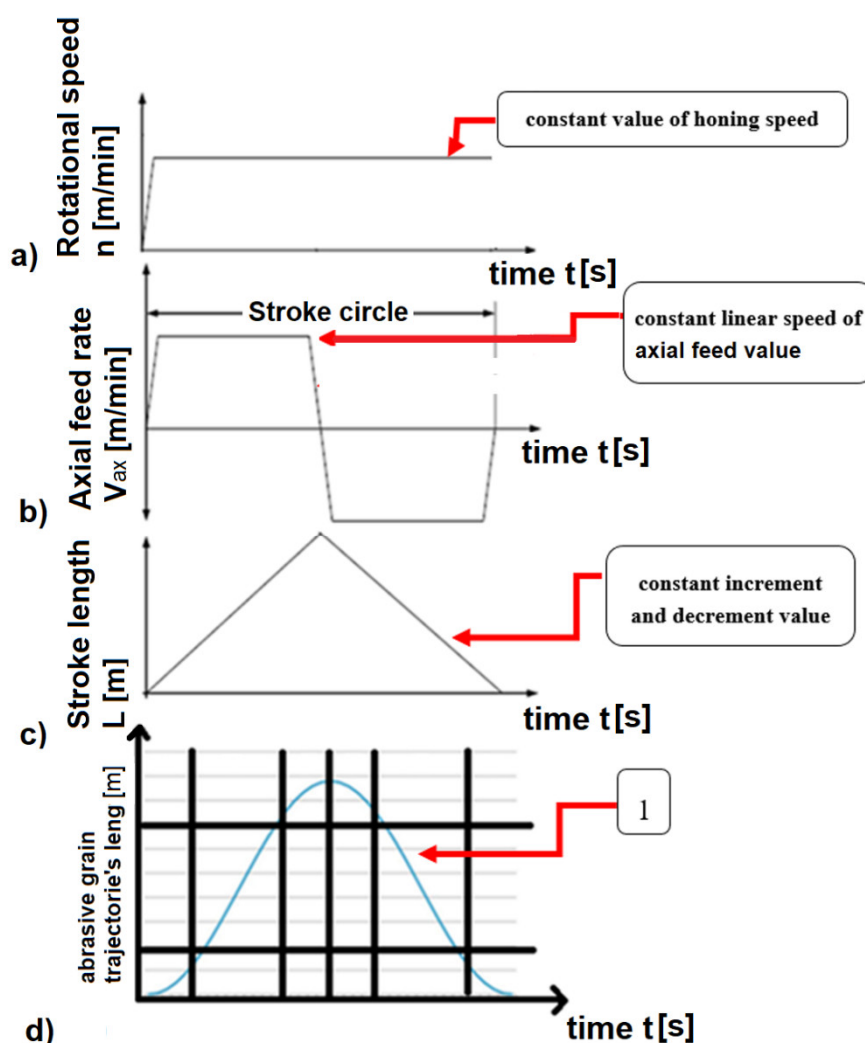 Rotational speed
n [m/min]
constant value of honing speed
a)
time t[s]
Stroke circle
Axial feed rate
Vax [m/min]
constant linear speed of
axial feed value
time t[s]
b)
Stroke length
L [m]
constant increment
and decrement value
time t[s]
c)
abrasive grain
trajectorie's leng [m]
1
time t[s]
d)